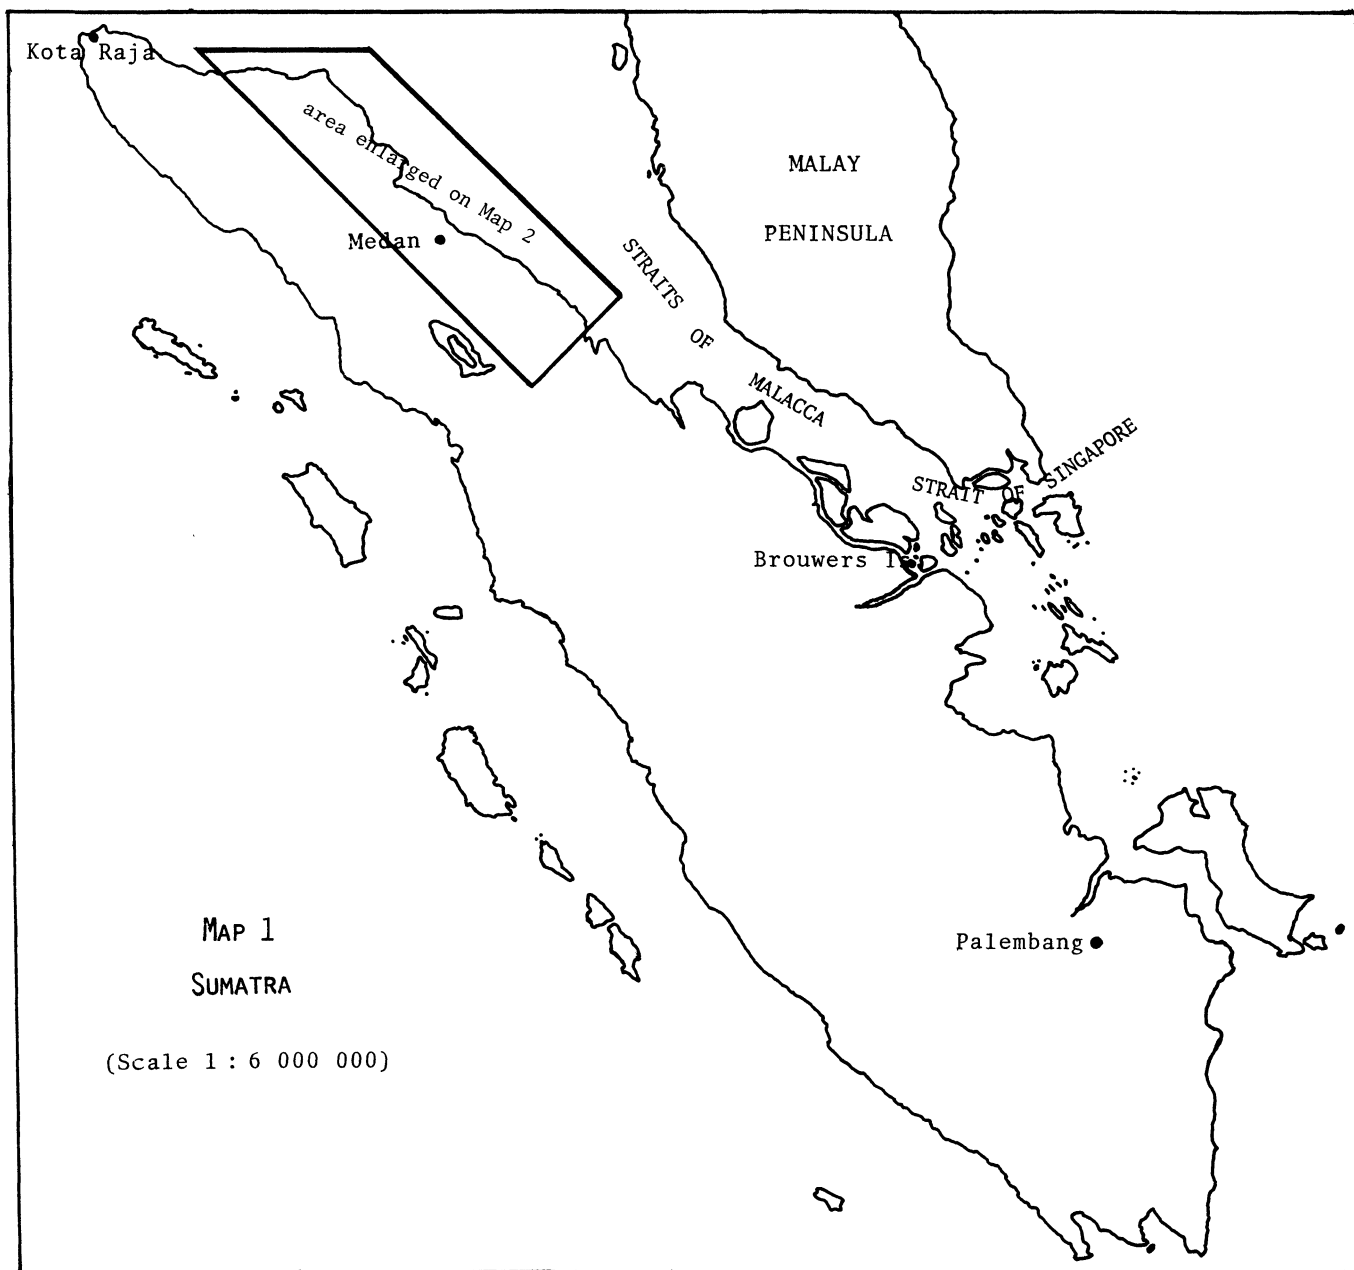 Kota Raja
area enlarged on Map 2
MALAY
PENINSULA
Medan
STRAITS OF MALACCA
STRAIT OF SINGAPORE
Brouwers Is.
MAP 1
SUMATRA
(Scale 1 : 6 000 000)
Palembang